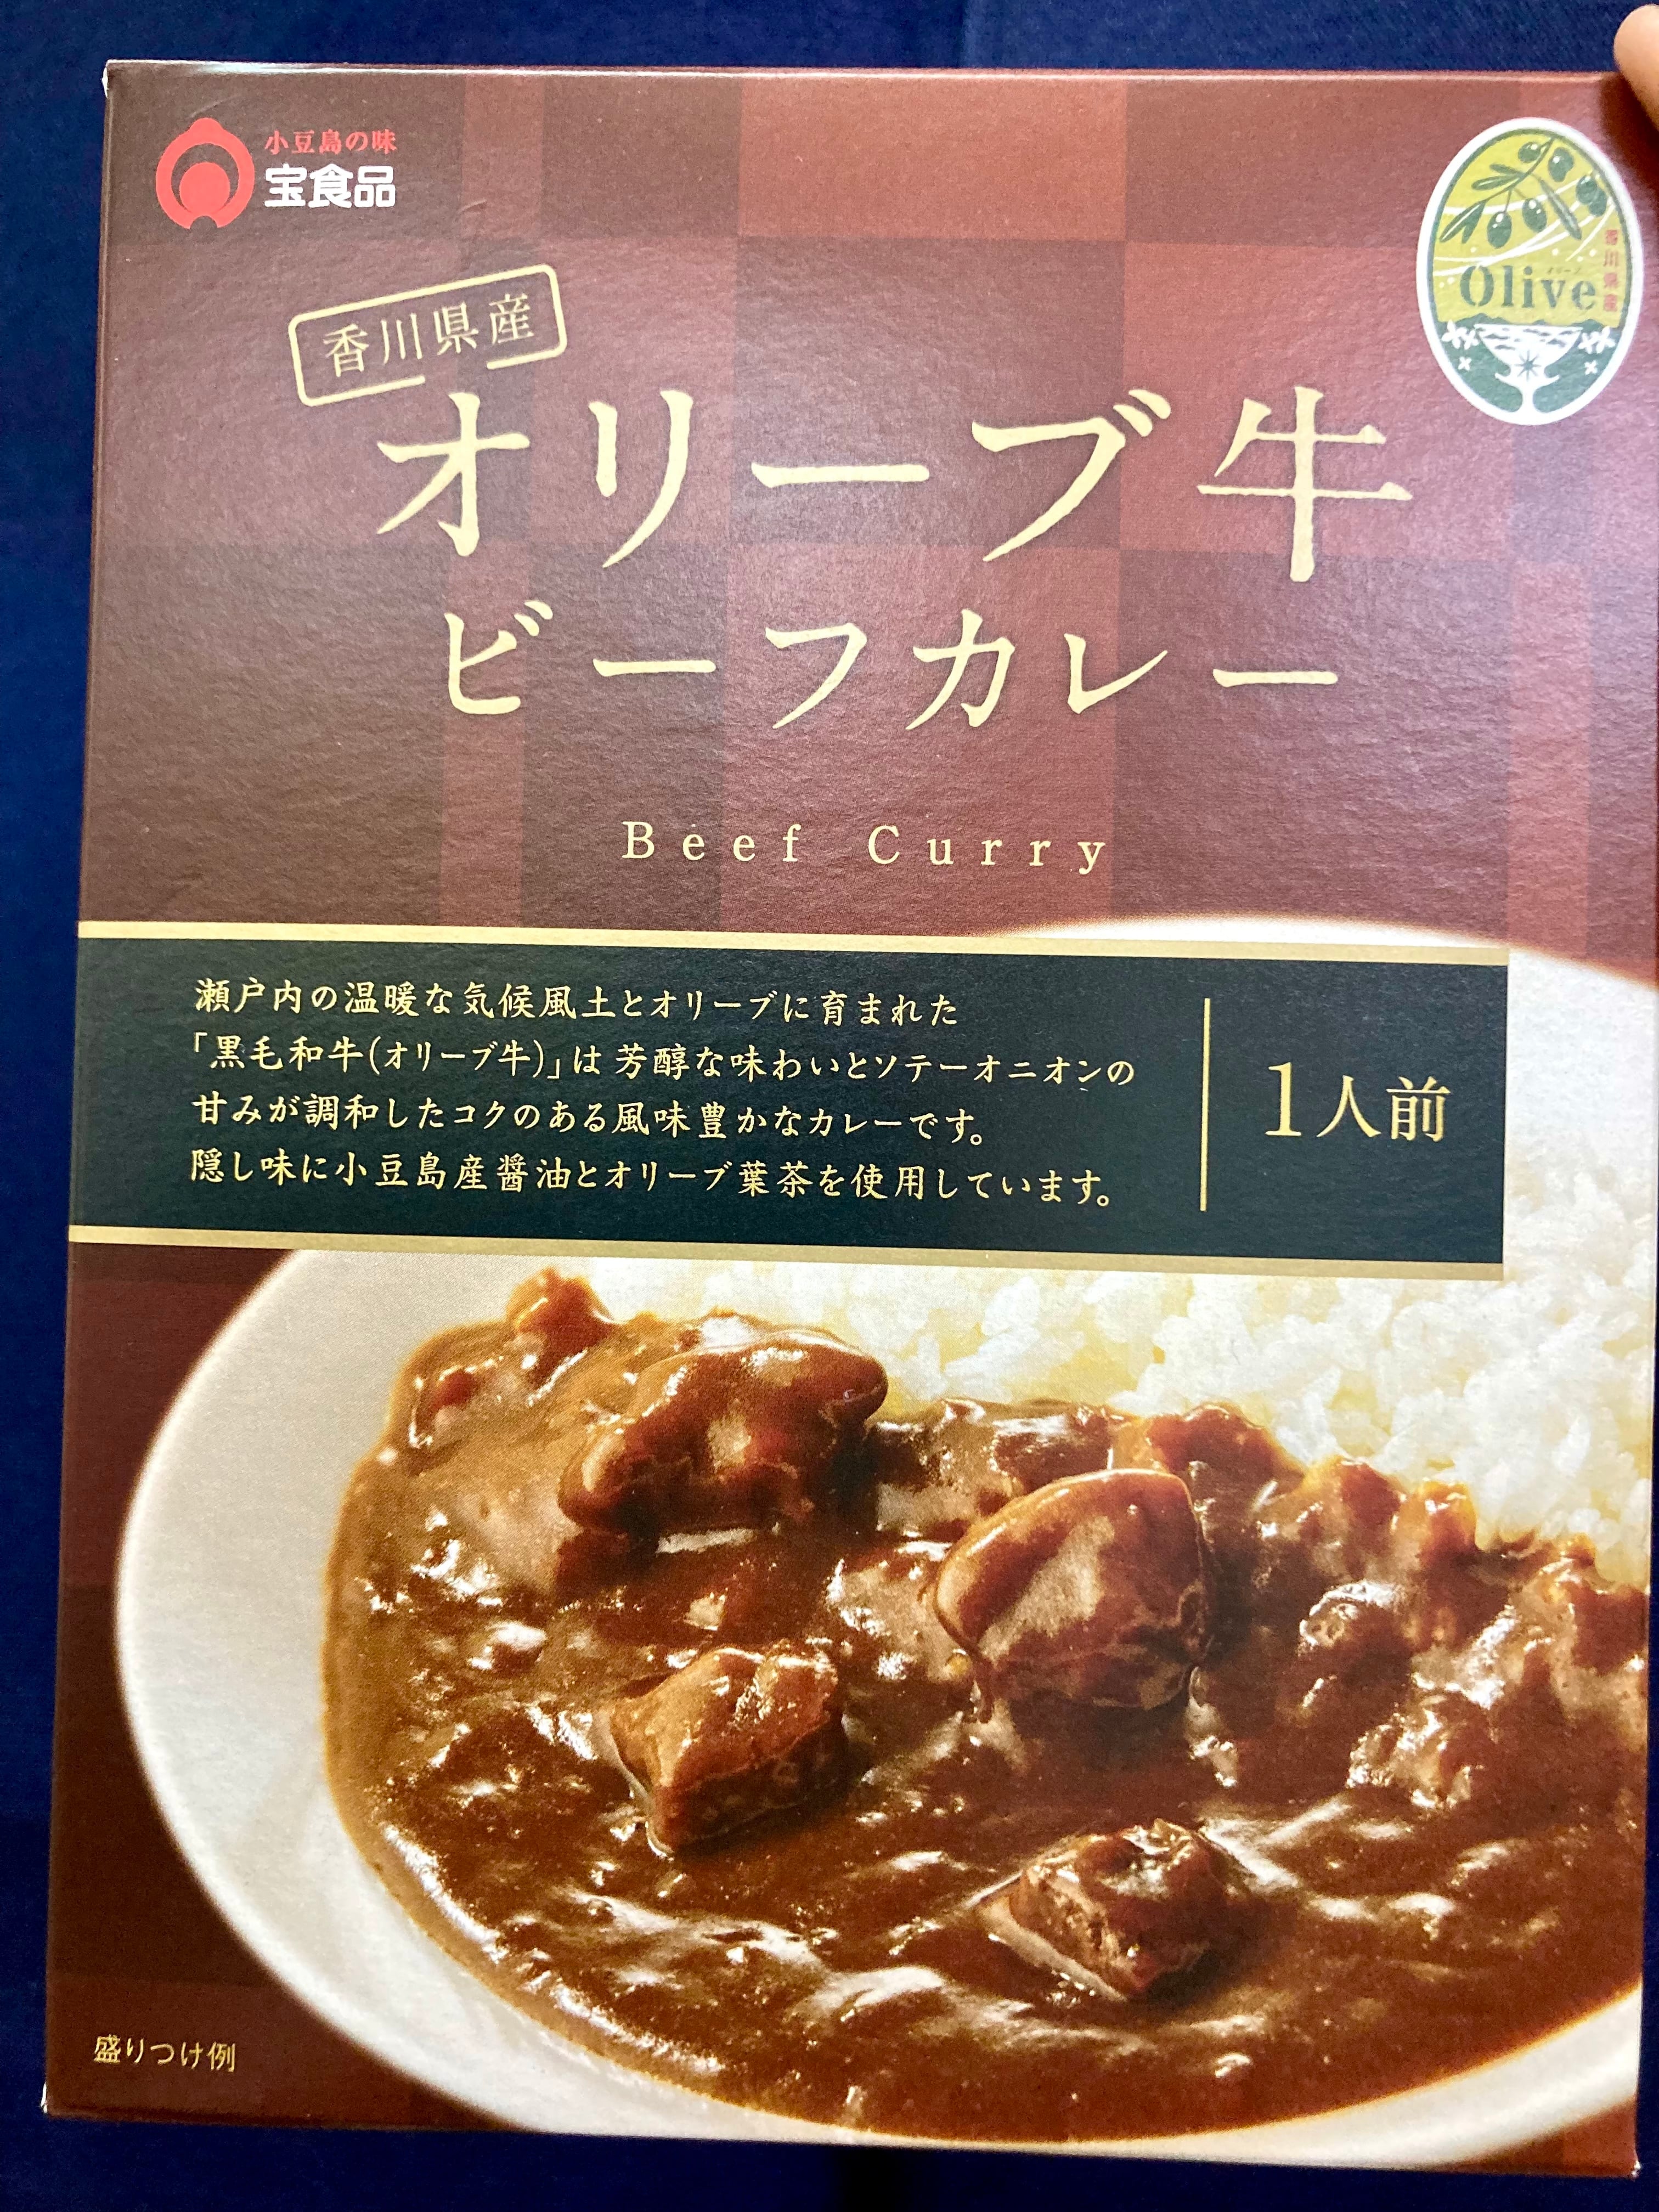 小豆島の味
宝食品
香川県産
Olive
オリーブ
香川県産
オリーブ牛
ビーフカレー
Beef Curry
瀬戸内の温暖な気候風土とオリーブに育まれた
「黒毛和牛(オリーブ牛)」は芳醇な味わいとソテーオニオンの
甘みが調和したコクのある風味豊かなカレーです。
隠し味に小豆島産醤油とオリーブ葉茶を使用しています。
1人前
盛りつけ例